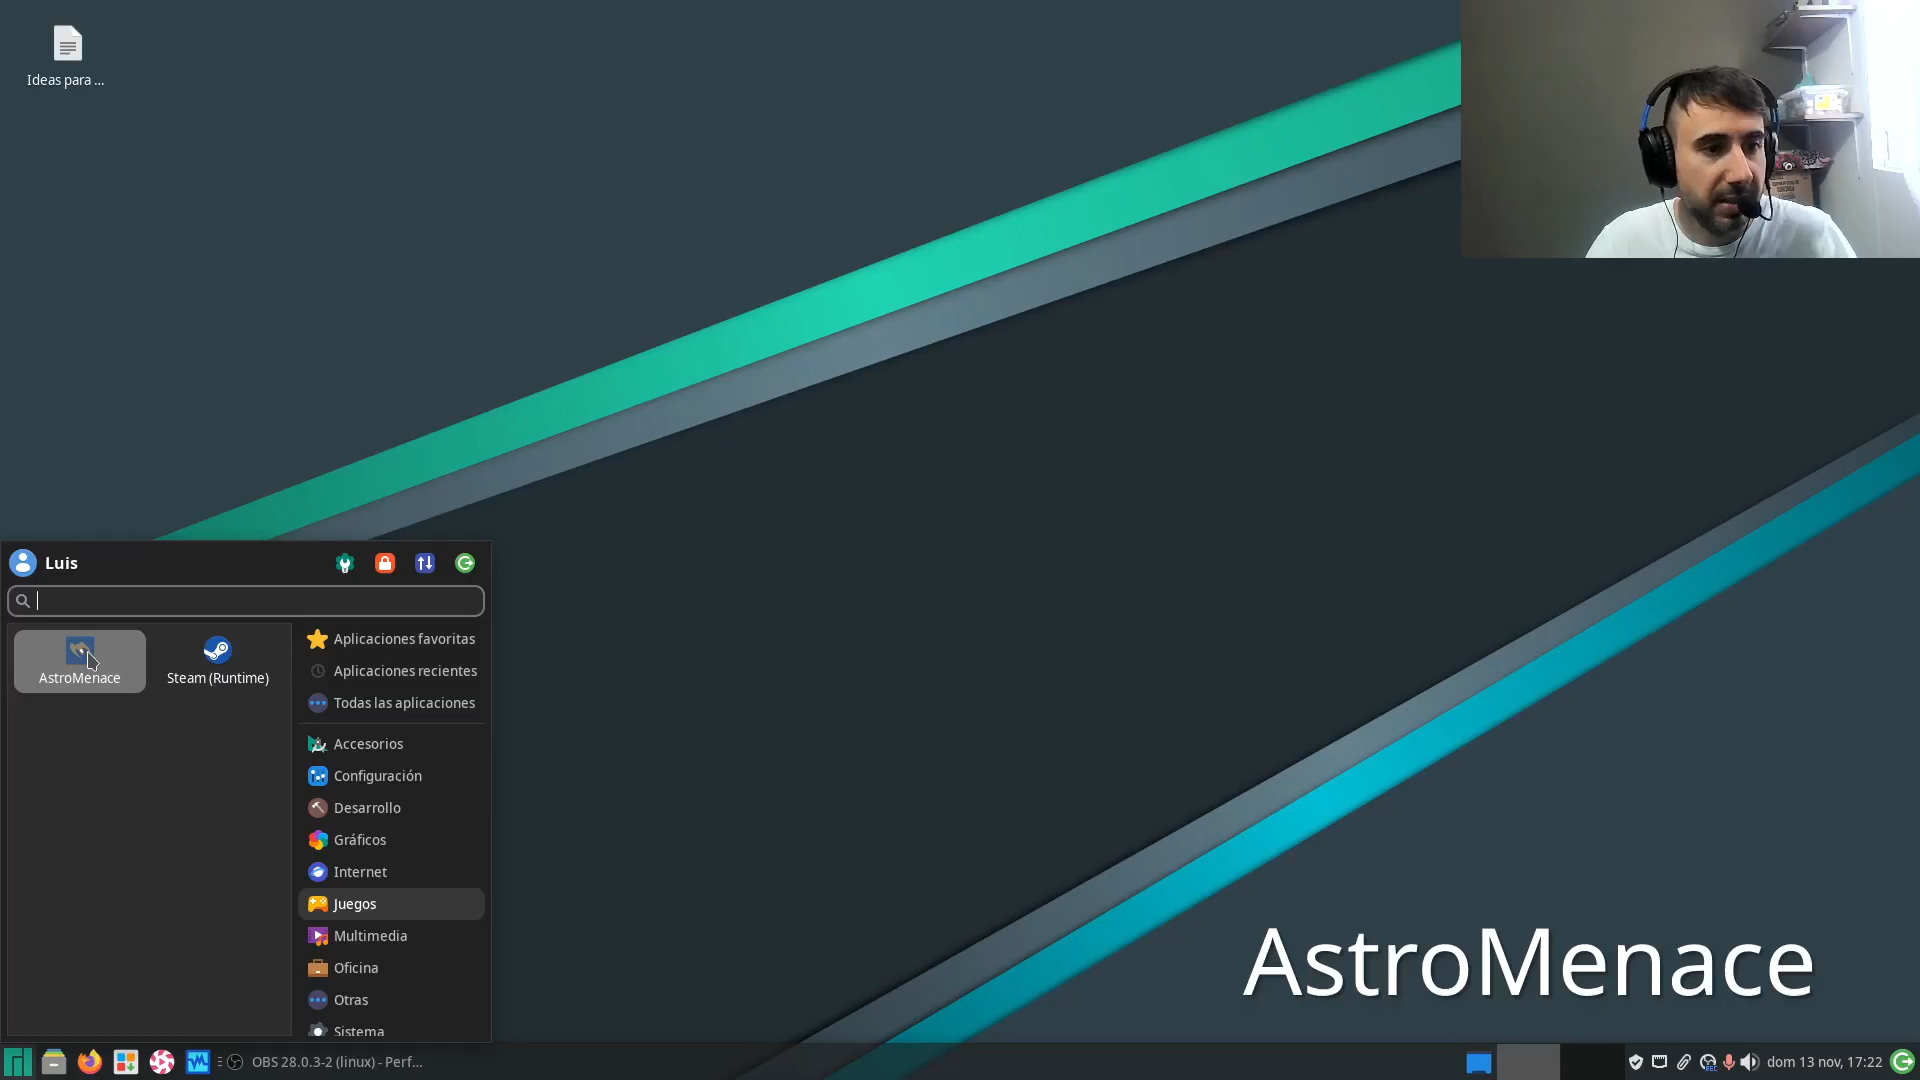 Ideas para ...
Luis
AstroMenace
Steam (Runtime)
Aplicaciones favoritas
Aplicaciones recientes
Todas las aplicaciones
Accesorios
Configuración
Desarrollo
Gráficos
Internet
Juegos
Multimedia
Oficina
Otras
Sistema
AstroMenace
OBS 28.0.3-2 (linux) - Perf...
REC
dom 13 nov, 17:22